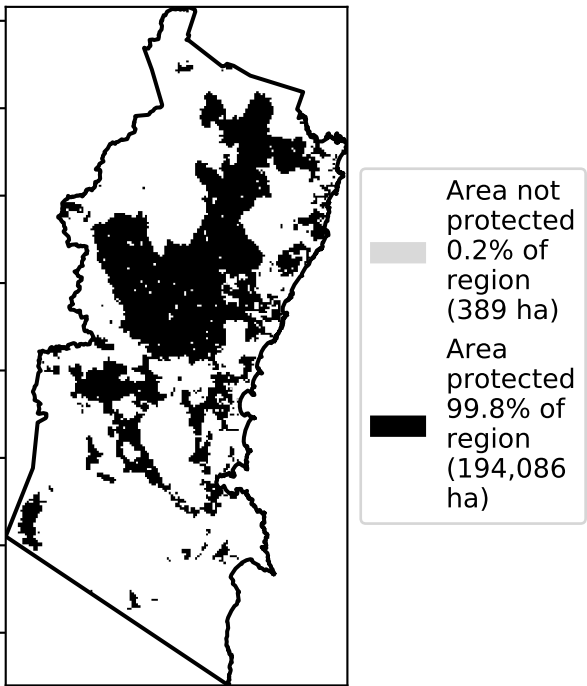 Area not
protected
0.2% of
region
(389 ha)
Area
protected
99.8% of
region
(194,086
ha)